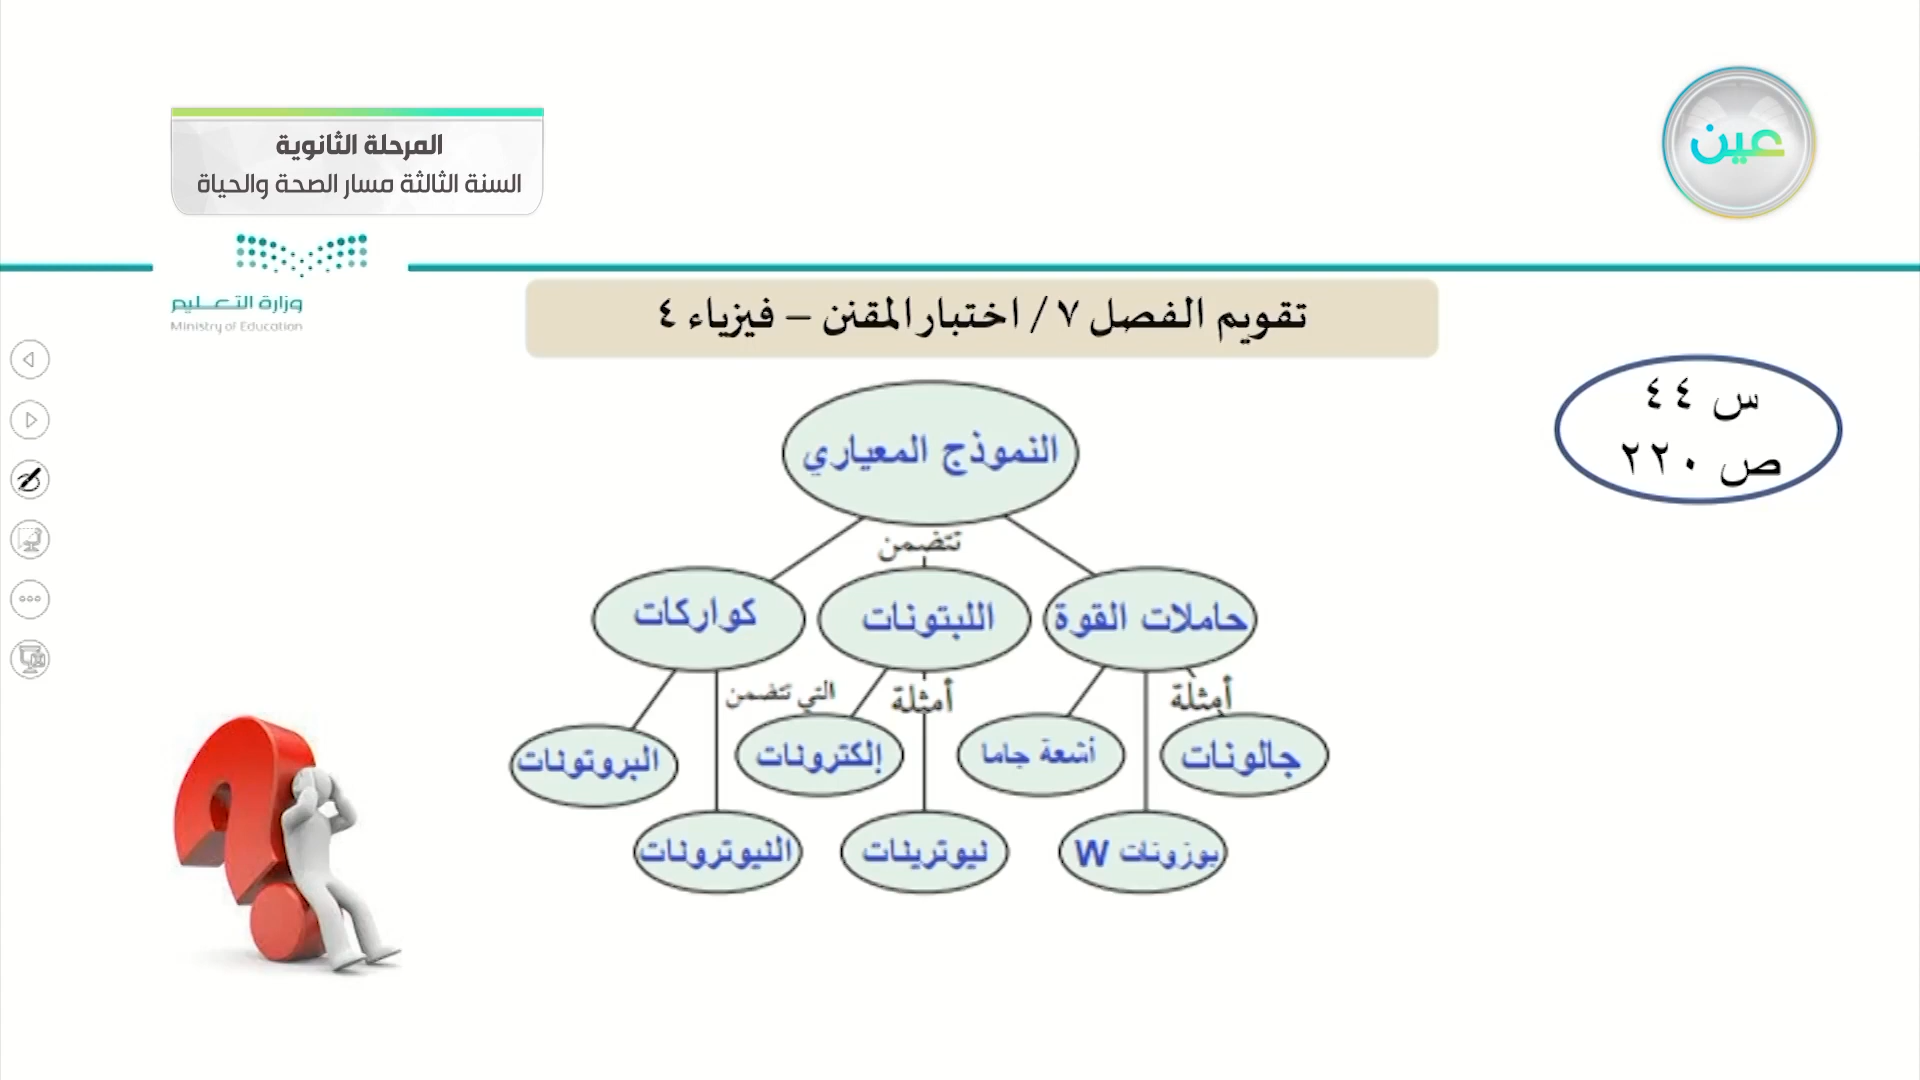 عين
المرحلة الثانوية
السنة الثالثة مسار الصحة والحياة
وزارة التعليم
Ministry of Education
تقويم الفصل ٧ / اختبار المقنن – فيزياء ٤
س ٤٤
ص ٢٢٠
النموذج المعياري
تتضمن
حاملات القوة
اللبتونات
كواركات
أمثلة
أمثلة
التي تتضمن
جالونات
أشعة جاما
إلكترونات
البروتونات
بوزونات W
نيوترينات
النيوترونات